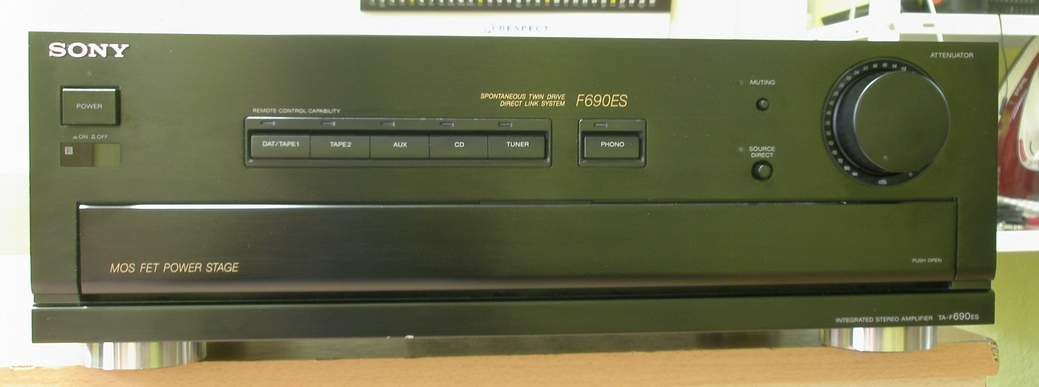 RESPECT
SONY
ATTENUATOR
POWER
MUTING
SPONTANEOUS TWIN DRIVE
DIRECT LINK SYSTEM
F690ES
REMOTE CONTROL CAPABILITY
ON OFF
DAT/TAPE1 TAPE2 AUX CD TUNER
PHONO
SOURCE
DIRECT
dB
MOS FET POWER STAGE
PUSH OPEN
INTEGRATED STEREO AMPLIFIER TA-F690ES